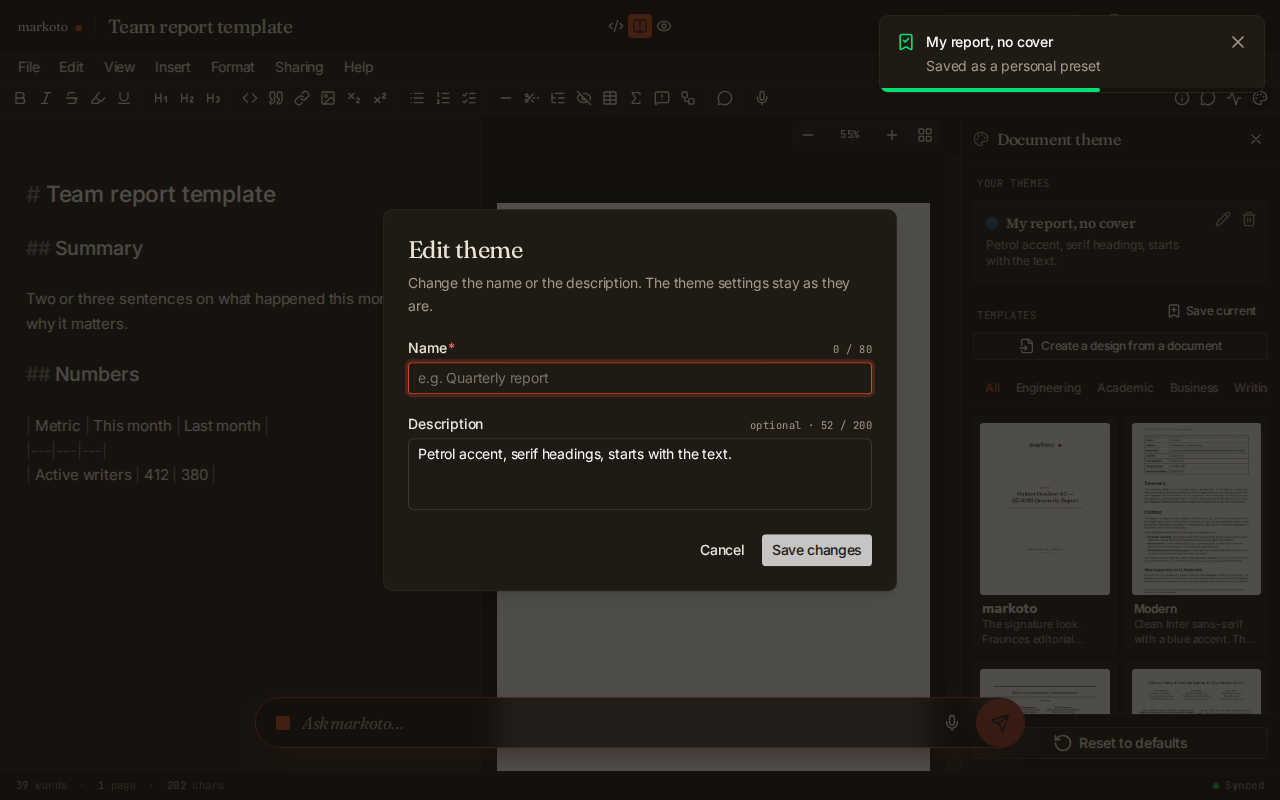 markoto
Team report template
My report, no cover
Saved as a personal preset
File Edit View Insert Format Sharing Help
H1 H2 H3
55%
Document theme
# Team report template
YOUR THEMES
My report, no cover
Petrol accent, serif headings, starts
with the text.
## Summary
Edit theme
Change the name or the description. The theme settings stay as they
are.
Two or three sentences on what happened this mon
why it matters.
TEMPLATES
Save current
Name*
0 / 80
Create a design from a document
e.g. Quarterly report
## Numbers
All Engineering Academic Business Writin
Description
optional · 52 / 200
Petrol accent, serif headings, starts with the text.
| Metric | This month | Last month |
|---|---|---|
| Active writers | 412 | 380 |
markoto
Summary
Context
Cancel
Save changes
markoto
The signature look.
Fraunces editorial...
Modern
Clean Inter sans-serif
with a blue accent. Th...
Ask markoto...
Reset to defaults
39 words · 1 page · 202 chars
Synced